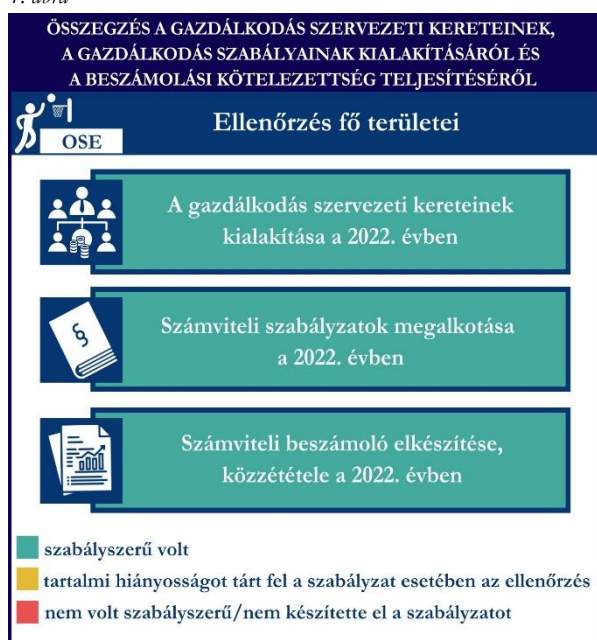 1. ábra
ÖSSZEGZÉS A GAZDÁLKODÁS SZERVEZETI KERETEINEK,
A GAZDÁLKODÁS SZABÁLYAINAK KIALAKÍTÁSÁRÓL ÉS
A BESZÁMOLÁSI KÖTELEZETTSÉG TELJESÍTÉSÉRŐL
OSE
Ellenőrzés fő területei
A gazdálkodás szervezeti kereteinek
kialakítása a 2022. évben
§
Számviteli szabályzatok megalkotása
a 2022. évben
Számviteli beszámoló elkészítése,
közzététele a 2022. évben
szabályszerű volt
tartalmi hiányosságot tárt fel a szabályzat esetében az ellenőrzés
nem volt szabályszerű/nem készítette el a szabályzatot